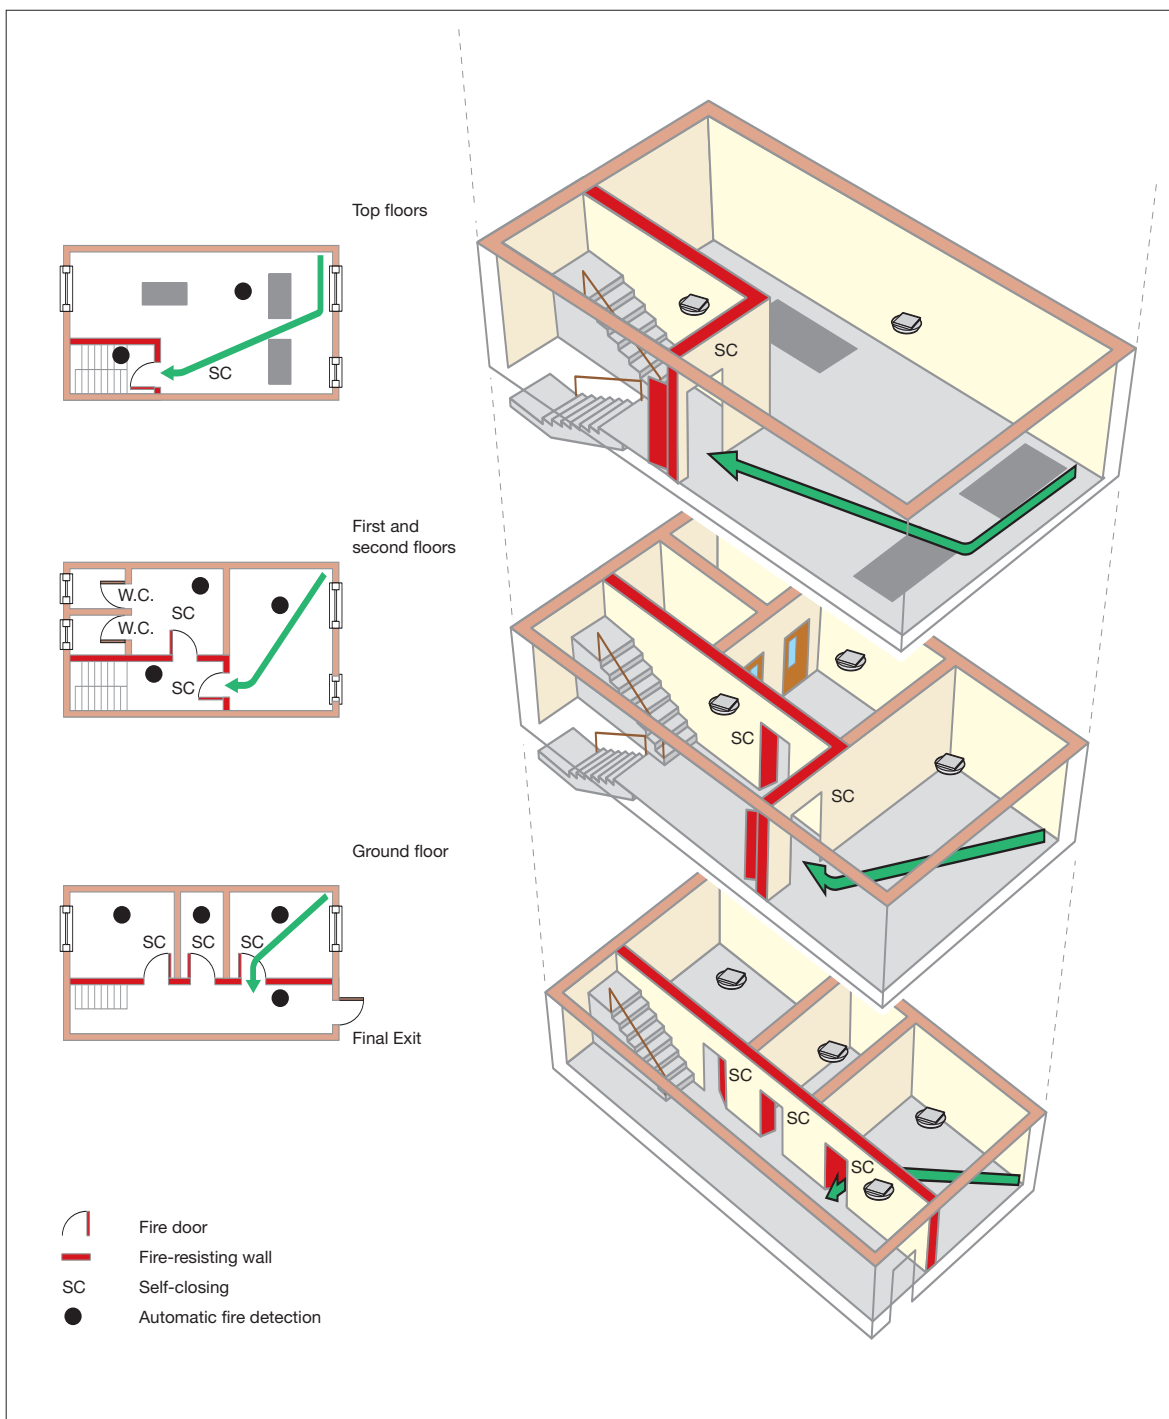 Top floors
SC
SC
First and
second floors
W.C.
SC
W.C.
SC
SC
SC
Ground floor
SC
SC
SC
Final Exit
SC
SC
SC
Fire door
Fire-resisting wall
SC
Self-closing
Automatic fire detection